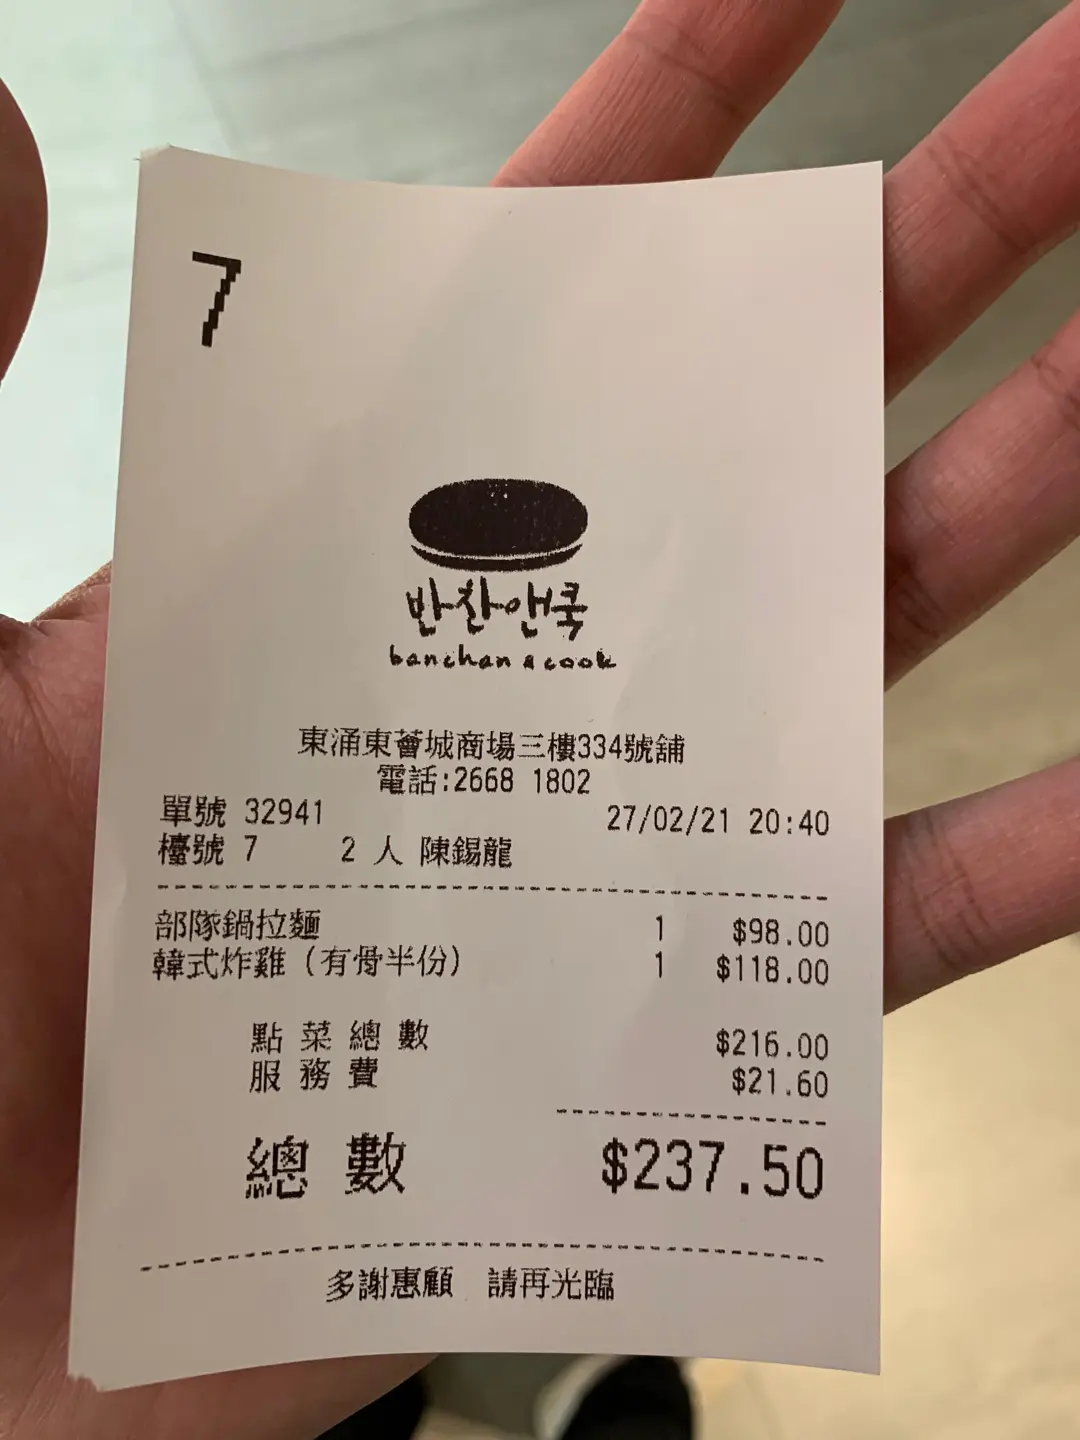 7
반찬앤쿡
banchan & cook
東涌東薈城商場三樓334號舖
電話:2668 1802
單號 32941 27/02/21 20:40
檯號 7 2 人 陳錫龍
部隊鍋拉麵 1 $98.00
韓式炸雞 (有骨半份) 1 $118.00
點菜總數 $216.00
服務費 $21.60
總數 $237.50
多謝惠顧 請再光臨